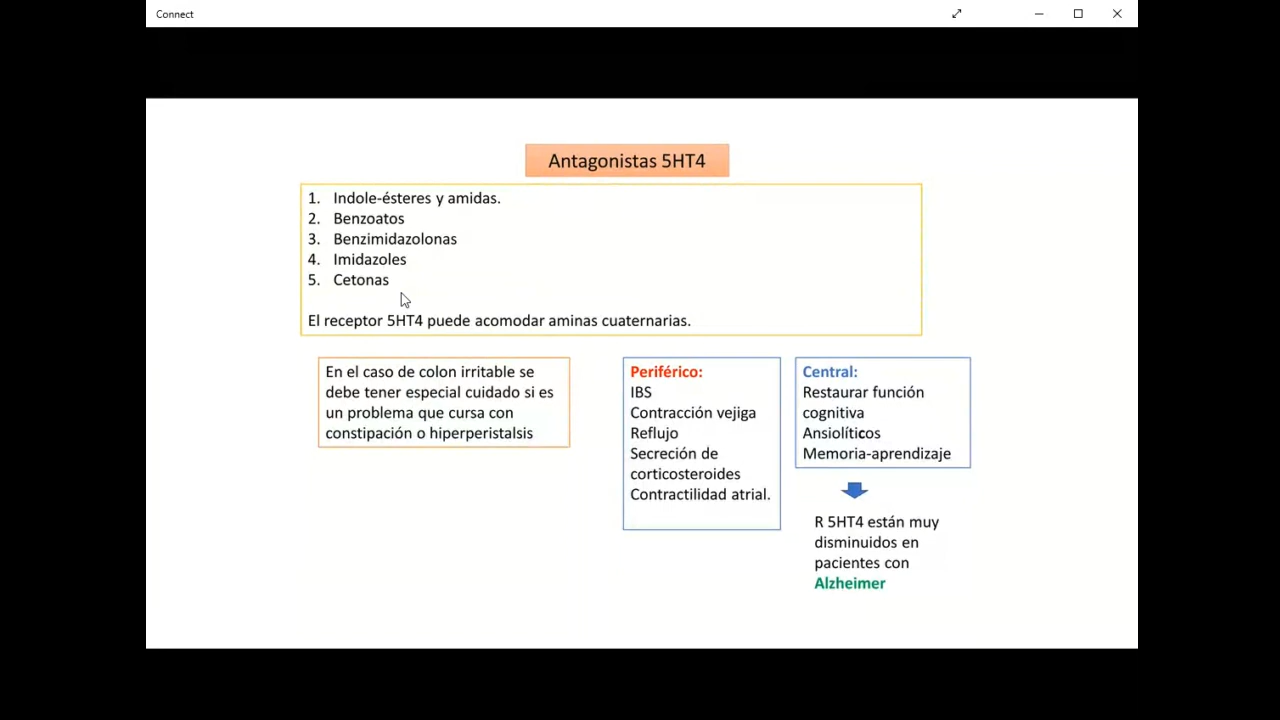 Connect
Antagonistas 5HT4
1. Indole-ésteres y amidas.
2. Benzoatos
3. Benzimidazolonas
4. Imidazoles
5. Cetonas
El receptor 5HT4 puede acomodar aminas cuaternarias.
En el caso de colon irritable se
debe tener especial cuidado si es
un problema que cursa con
constipación o hiperperistalsis
Periférico:
IBS
Contracción vejiga
Reflujo
Secreción de
corticosteroides
Contractilidad atrial.
Central:
Restaurar función
cognitiva
Ansiolíticos
Memoria-aprendizaje
R 5HT4 están muy
disminuidos en
pacientes con
Alzheimer